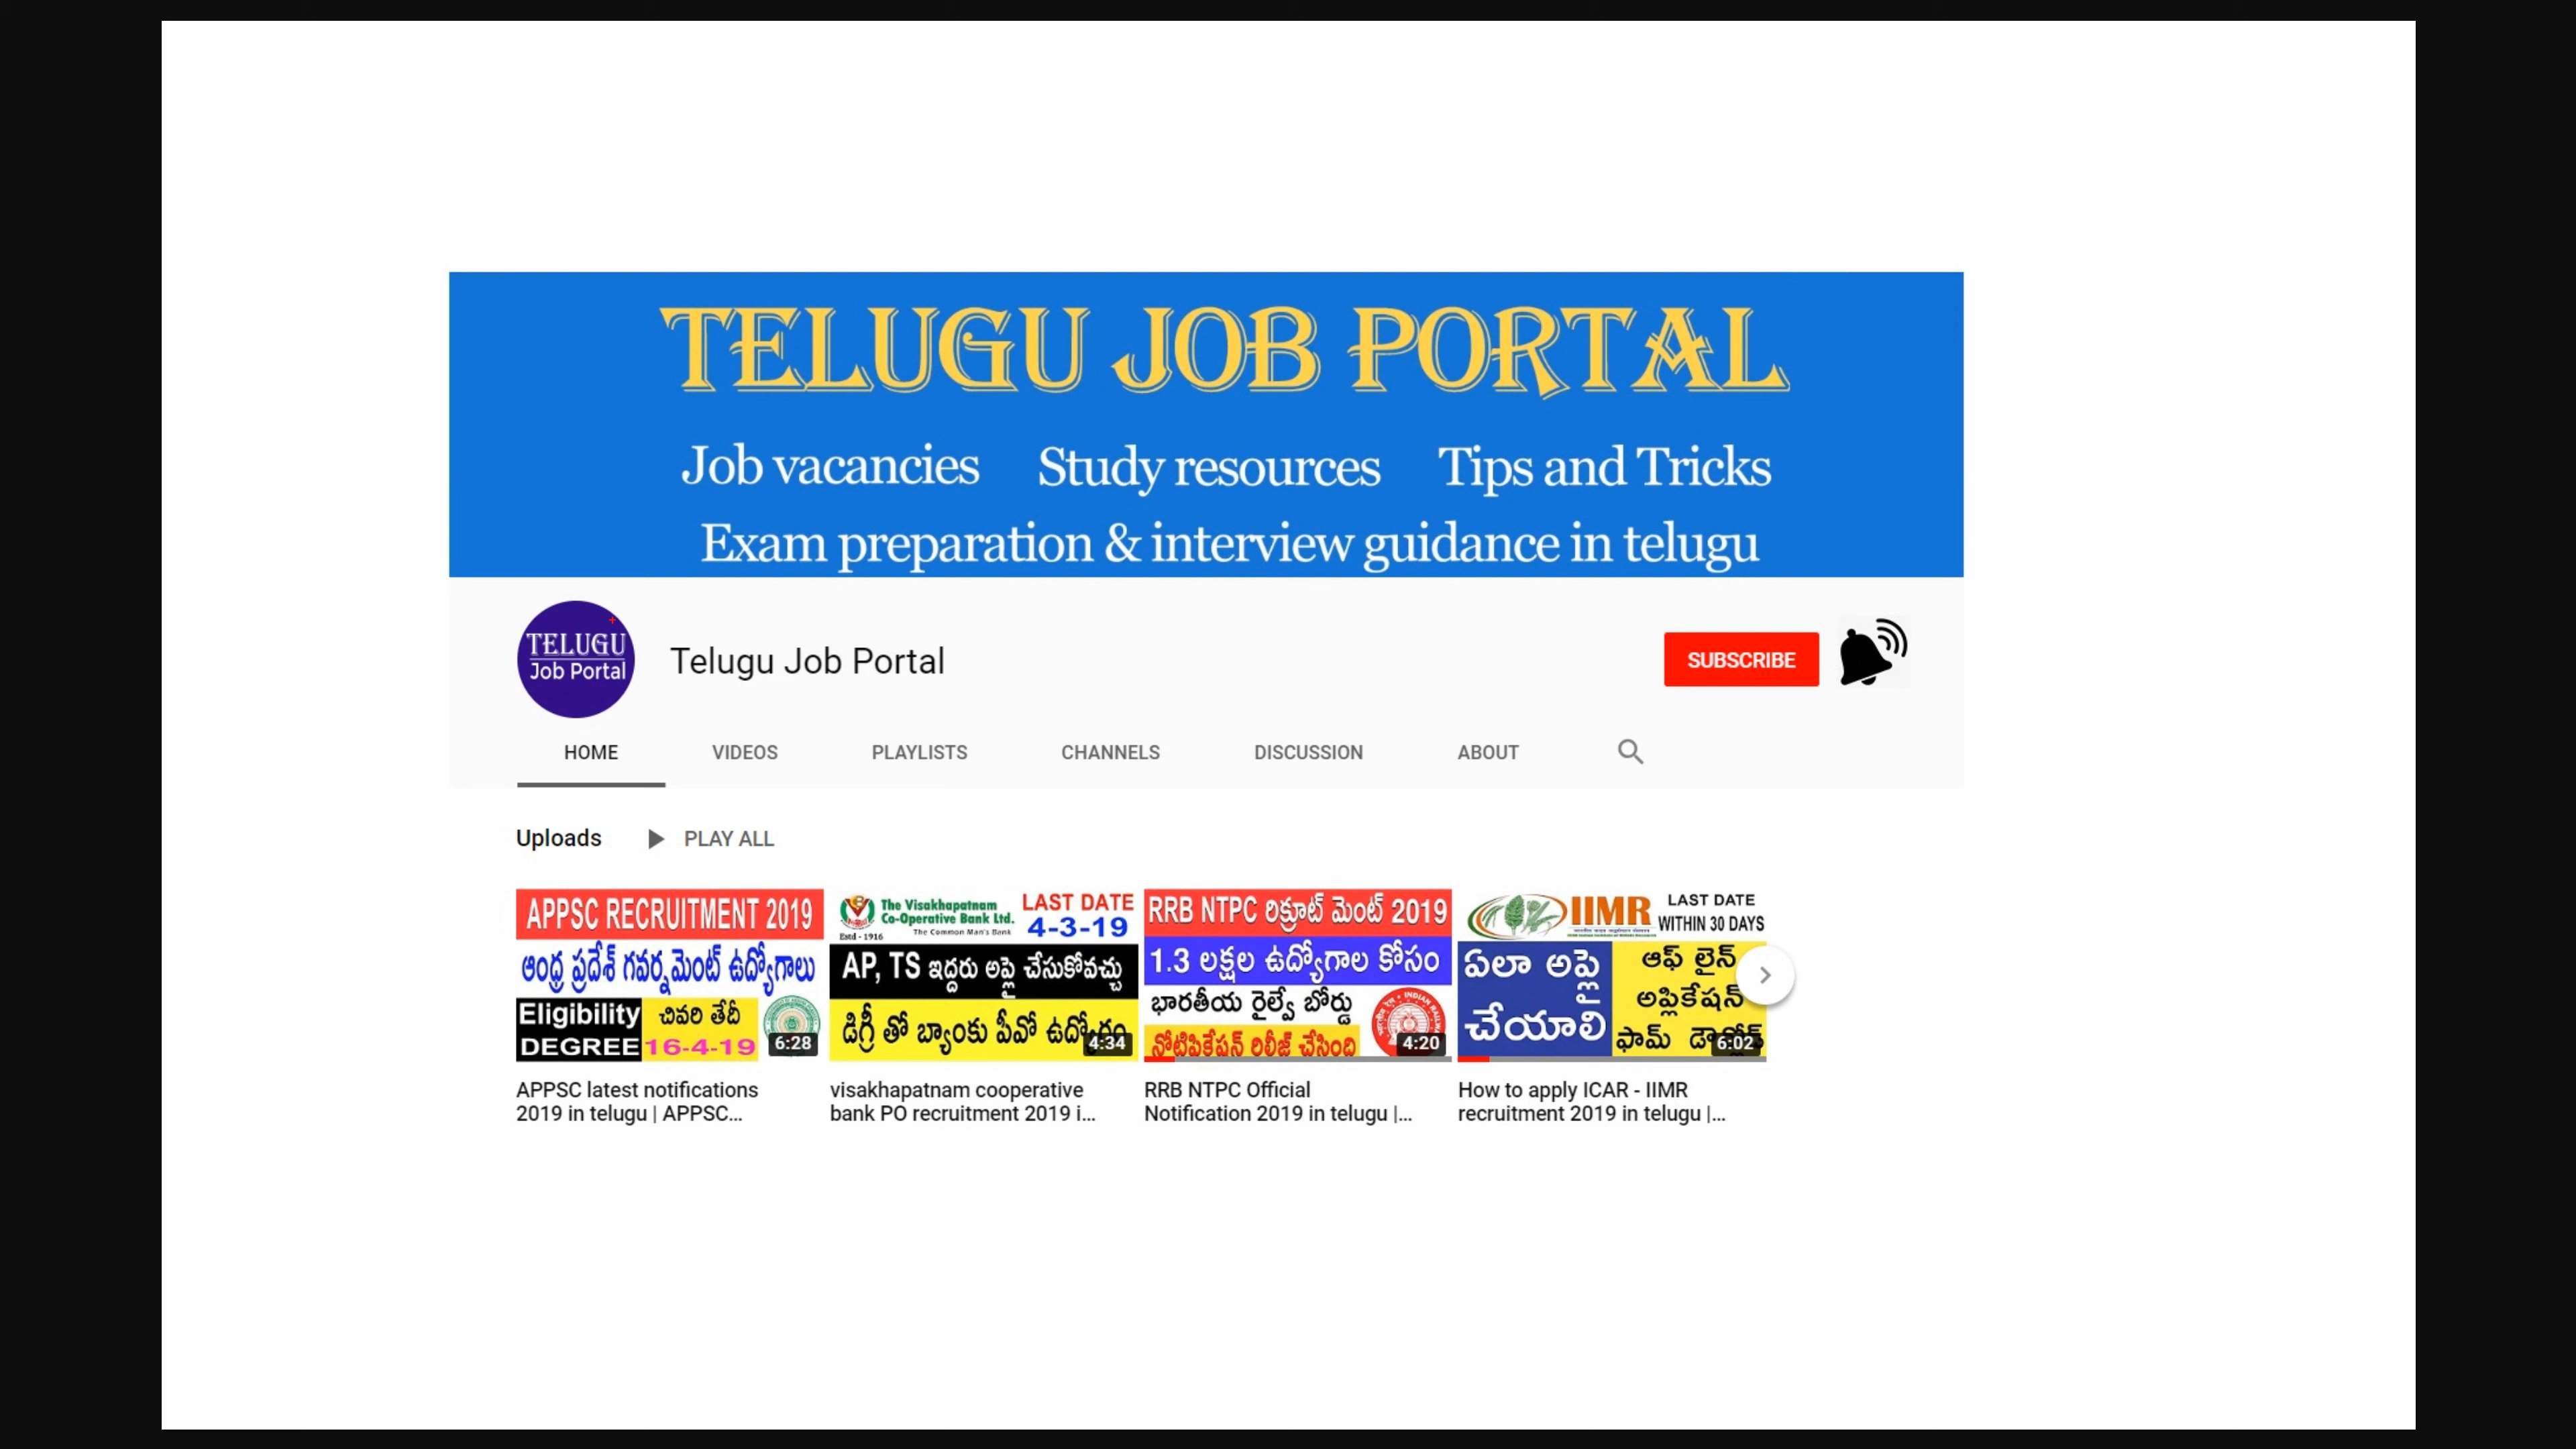 TELUGU JOB PORTAL
Job vacancies Study resources Tips and Tricks
Exam preparation & interview guidance in telugu
TELUGU
Job Portal
Telugu Job Portal
SUBSCRIBE
HOME VIDEOS PLAYLISTS CHANNELS DISCUSSION ABOUT
Uploads PLAY ALL
APPSC RECRUITMENT 2019
ఆంధ్ర ప్రదేశ్ గవర్నమెంట్ ఉద్యోగాలు
Eligibility
DEGREE
చివరి తేదీ
16-4-19
6:28
APPSC latest notifications
2019 in telugu | APPSC...
The Visakhapatnam
Co-Operative Bank Ltd.
The Common Man's Bank
Estd - 1916
LAST DATE
4-3-19
AP, TS ఇద్దరు అప్లై చేసుకోవచ్చు
డిగ్రీ తో బ్యాంకు పీవో
4:34
visakhapatnam cooperative
bank PO recruitment 2019 i...
RRB NTPC రిక్రూట్ మెంట్ 2019
1.3 లక్షల ఉద్యోగాల కోసం
భారతీయ రైల్వే బోర్డు
నోటిఫికేషన్ రిలీజ్ చేసింది
4:20
RRB NTPC Official
Notification 2019 in telugu |...
IIMR
LAST DATE
WITHIN 30 DAYS
ఏలా అప్లై
చేయాలి
ఆఫ్ లైన్
అప్లికేషన్
ఫామ్
6:02
How to apply ICAR - IIMR
recruitment 2019 in telugu |...